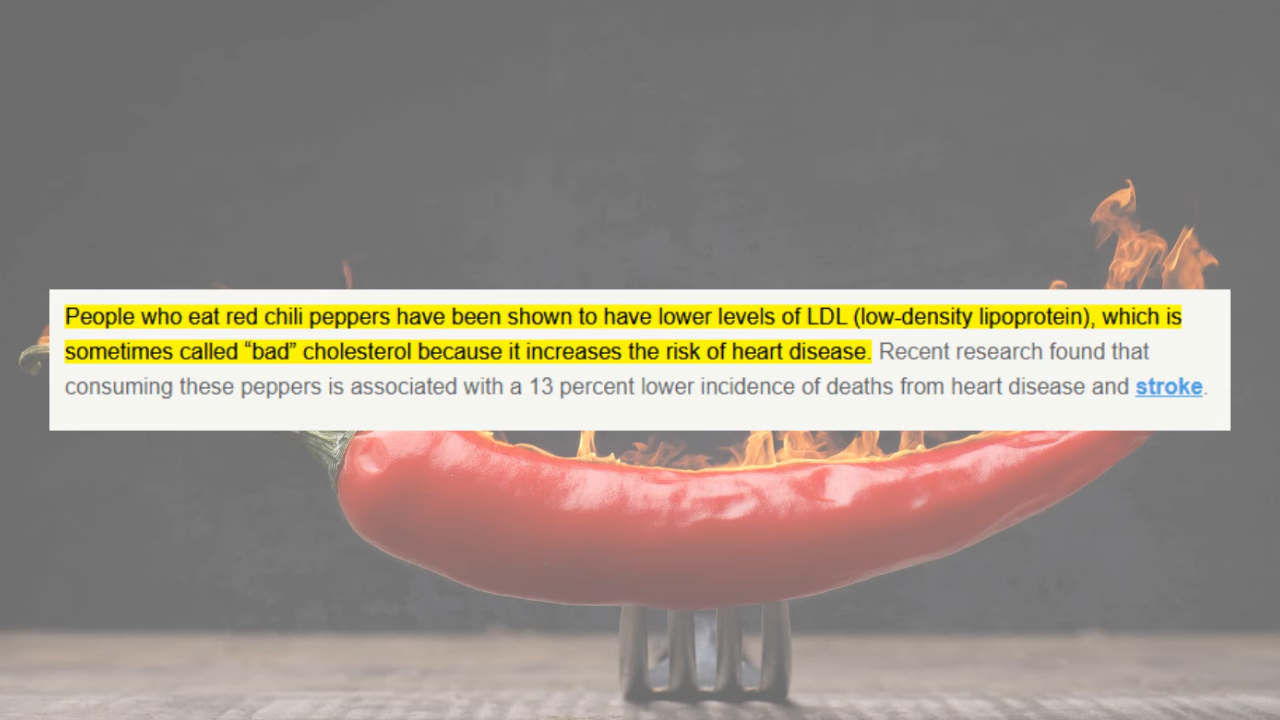 People who eat red chili peppers have been shown to have lower levels of LDL (low-density lipoprotein), which is
sometimes called “bad” cholesterol because it increases the risk of heart disease. Recent research found that
consuming these peppers is associated with a 13 percent lower incidence of deaths from heart disease and stroke.